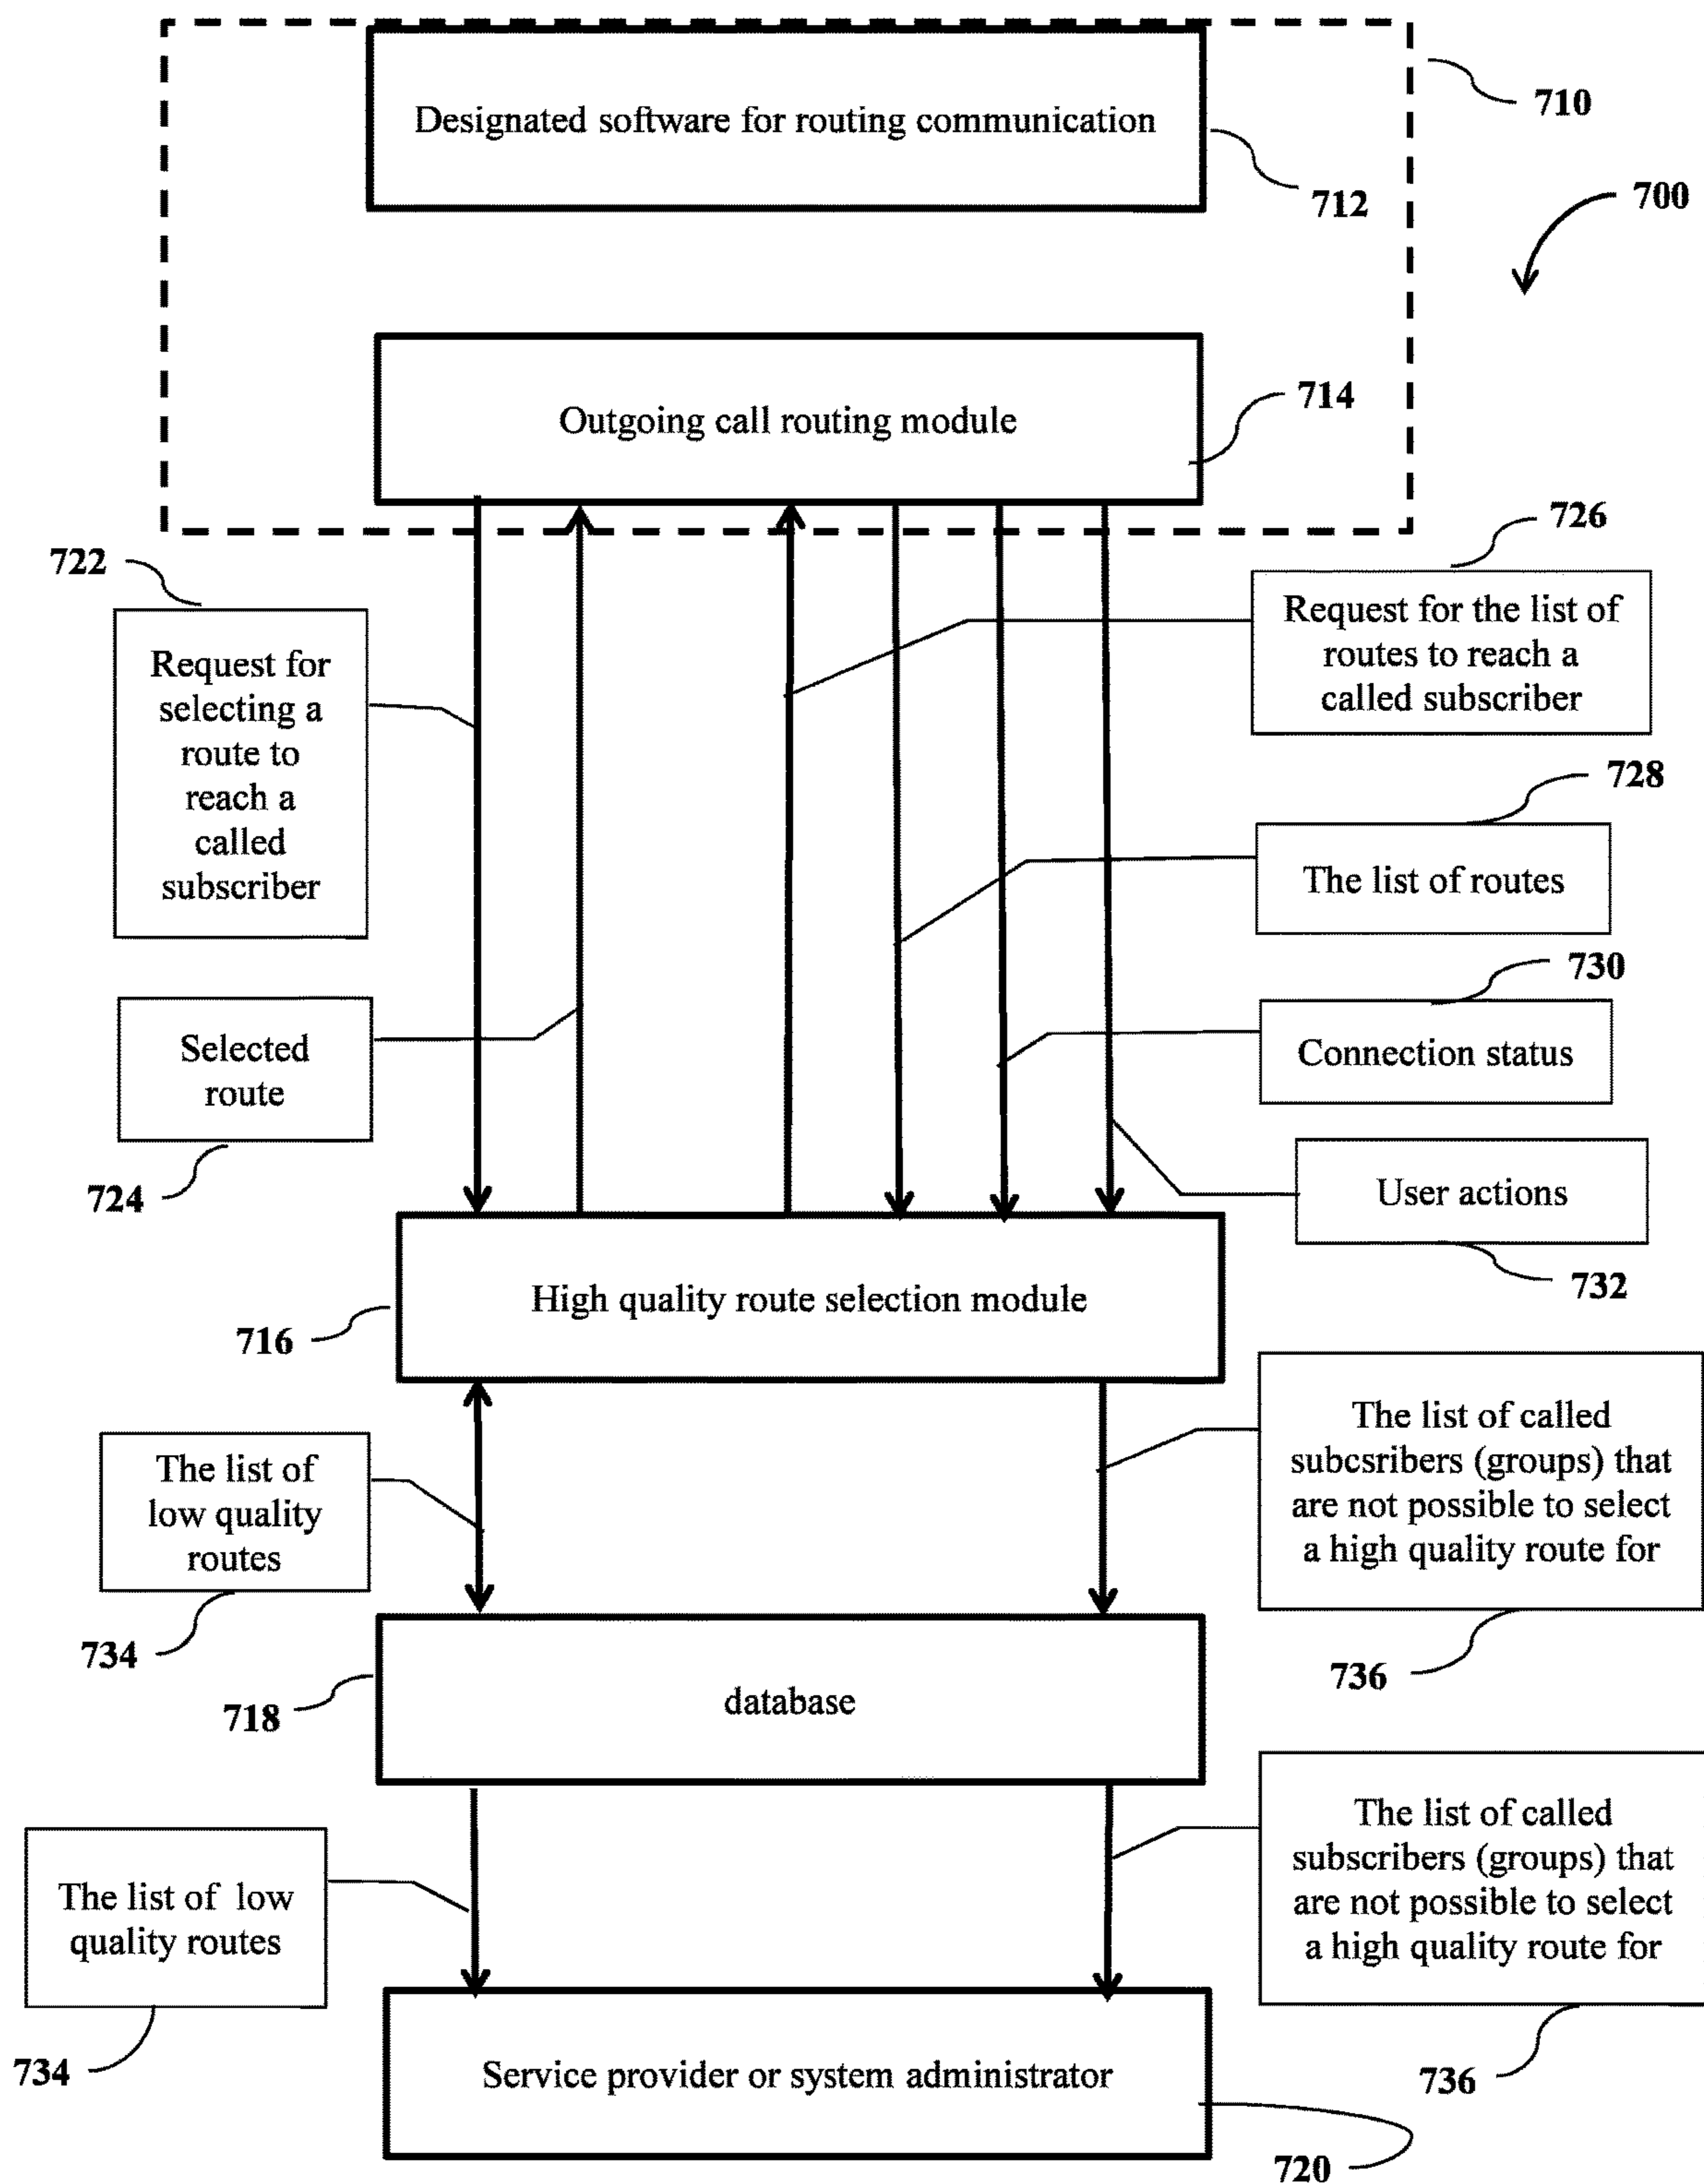 Designated software for routing communication
710
712
700
Outgoing call routing module
714
722
726
Request for
selecting a
route to
reach a
called
subscriber
Request for the list of
routes to reach a
called subscriber
728
The list of routes
730
Selected
route
Connection status
724
User actions
732
High quality route selection module
716
The list of
low quality
routes
734
The list of called
subcsribers (groups) that
are not possible to select
a high quality route for
736
database
718
The list of low
quality routes
734
The list of called
subscribers (groups) that
are not possible to select
a high quality route for
736
Service provider or system administrator
720